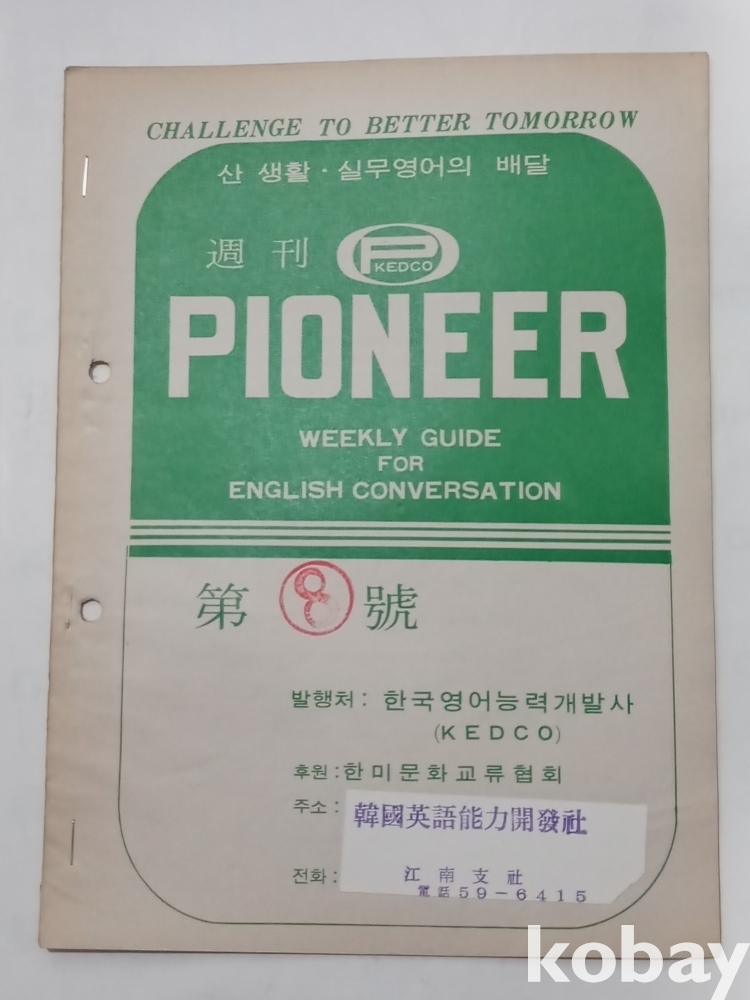 CHALLENGE TO BETTER TOMORROW
산 생활·실무영어의 배달
週刊 P KEDCO
PIONEER
WEEKLY GUIDE
FOR
ENGLISH CONVERSATION
第 8 號
발행처: 한국영어능력개발사
(KEDCO)
후원: 한미문화교류협회
주소:
韓國英語能力開發社
전화:
江南支社
電話 59-6415
kobay